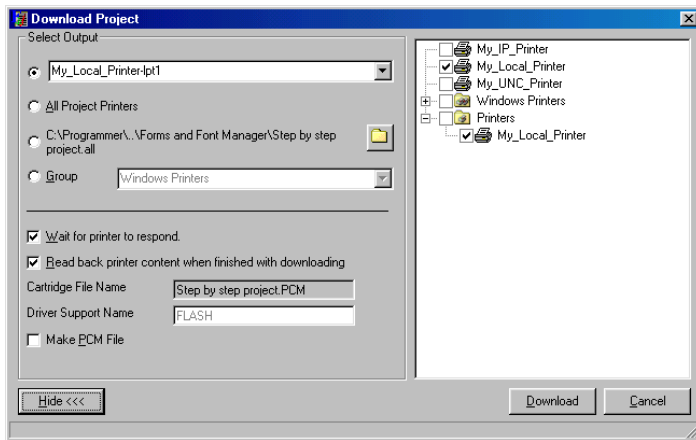 Download Project
Select Output
My_Local_Printer-lpt1
All Project Printers
C:\Programmer\..\Forms and Font Manager\Step by step
project.all
Group
Windows Printers
Wait for printer to respond.
Read back printer content when finished with downloading
Cartridge File Name
Step by step project.PCM
Driver Support Name
FLASH
Make PCM File
Hide <<<
My_IP_Printer
My_Local_Printer
My_UNC_Printer
Windows Printers
Printers
My_Local_Printer
Download
Cancel